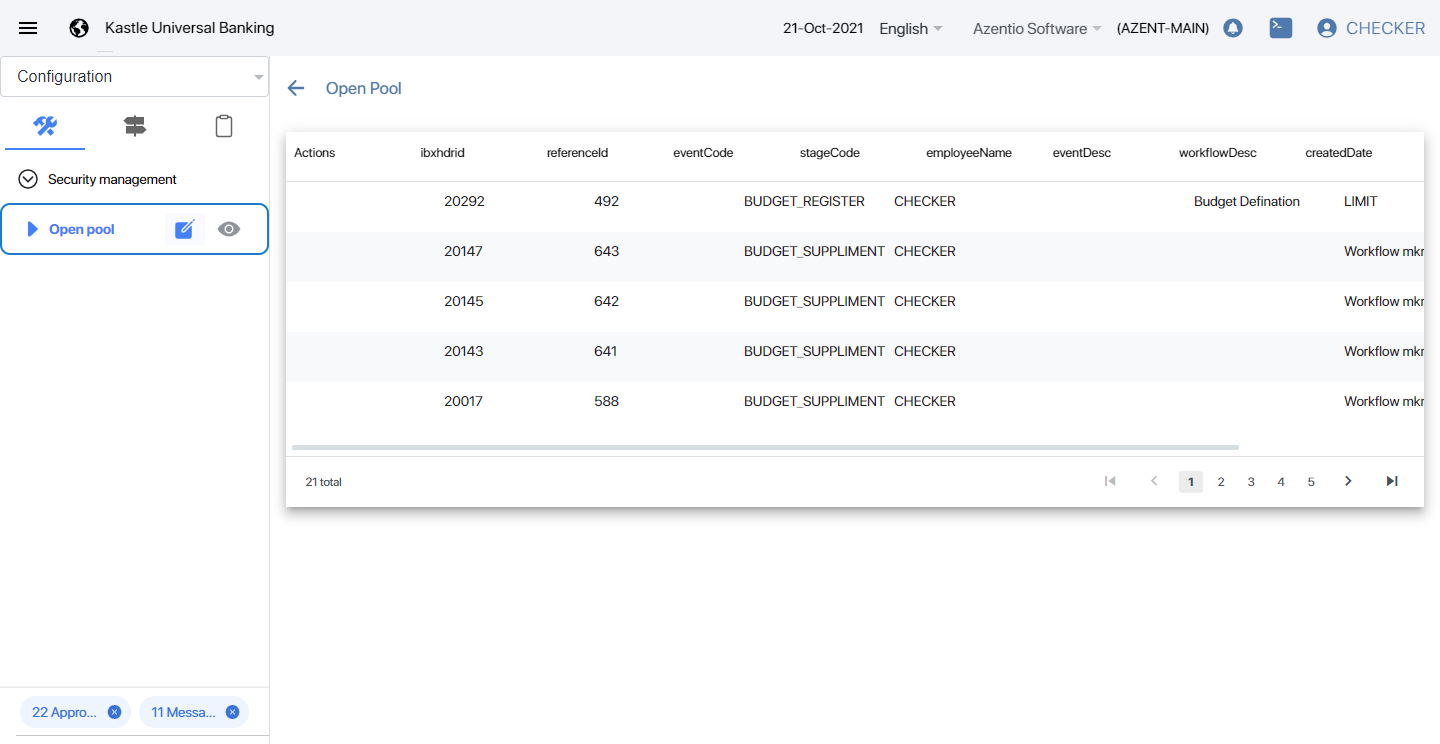 Kastle Universal Banking 21-Oct-2021 English Azentio Software (AZENT-MAIN) CHECKER
Configuration
Open Pool
Security management
Open pool
Actions ibxhdrid referenceId eventCode stageCode employeeName eventDesc workflowDesc createdDate
20292 492 BUDGET_REGISTER CHECKER Budget Defination LIMIT
20147 643 BUDGET_SUPPLIMENT CHECKER Workflow mkr
20145 642 BUDGET_SUPPLIMENT CHECKER Workflow mkr
20143 641 BUDGET_SUPPLIMENT CHECKER Workflow mkr
20017 588 BUDGET_SUPPLIMENT CHECKER Workflow mkr
21 total 1 2 3 4 5
22 Appro... 11 Messa...